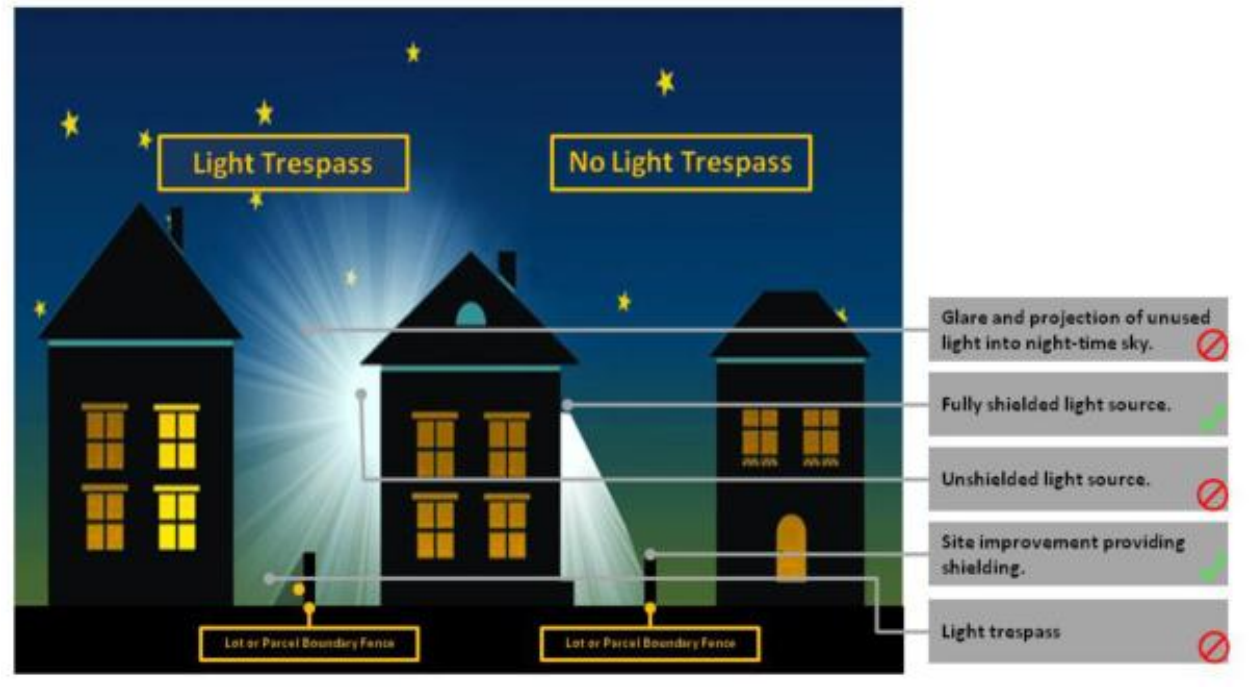 Light Trespass
No Light Trespass
Glare and projection of unused
light into night-time sky.
Fully shielded light source.
Unshielded light source.
Site improvement providing
shielding.
Light trespass
Lot or Parcel Boundary Fence
Lot or Parcel Boundary Fence